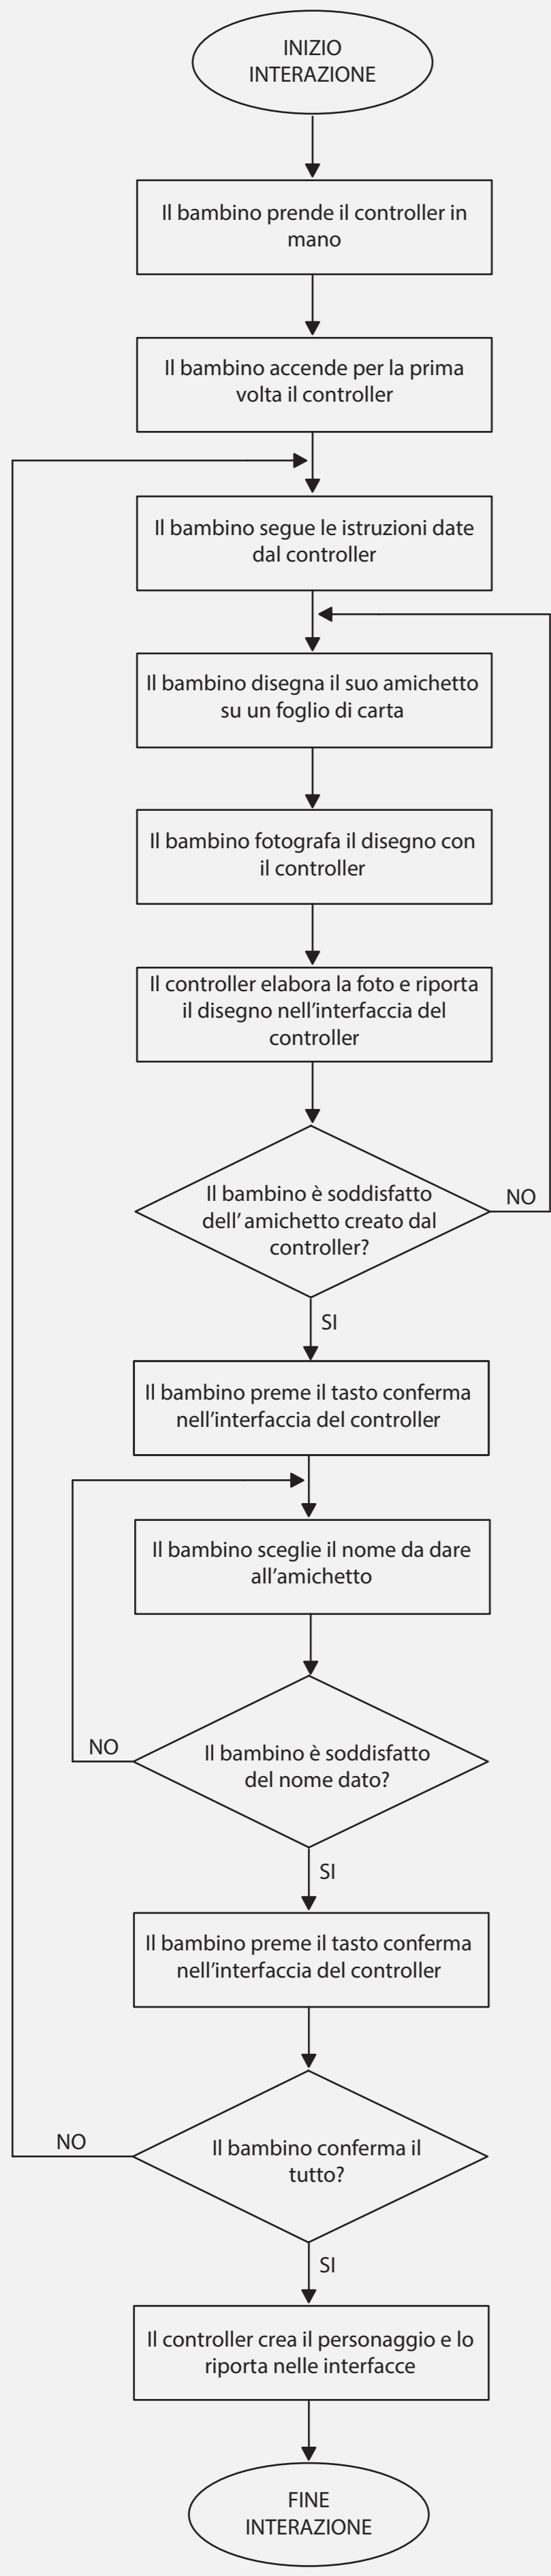 INIZIO
INTERAZIONE
Il bambino prende il controller in
mano
Il bambino accende per la prima
volta il controller
Il bambino segue le istruzioni date
dal controller
Il bambino disegna il suo amichetto
su un foglio di carta
Il bambino fotografa il disegno con
il controller
Il controller elabora la foto e riporta
il disegno nell'interfaccia del
controller
Il bambino è soddisfatto
dell'amichetto creato dal
controller?
NO
SI
Il bambino preme il tasto conferma
nell'interfaccia del controller
Il bambino sceglie il nome da dare
all'amichetto
Il bambino è soddisfatto
del nome dato?
NO
SI
Il bambino preme il tasto conferma
nell'interfaccia del controller
Il bambino conferma il
tutto?
NO
SI
Il controller crea il personaggio e lo
riporta nelle interfacce
FINE
INTERAZIONE